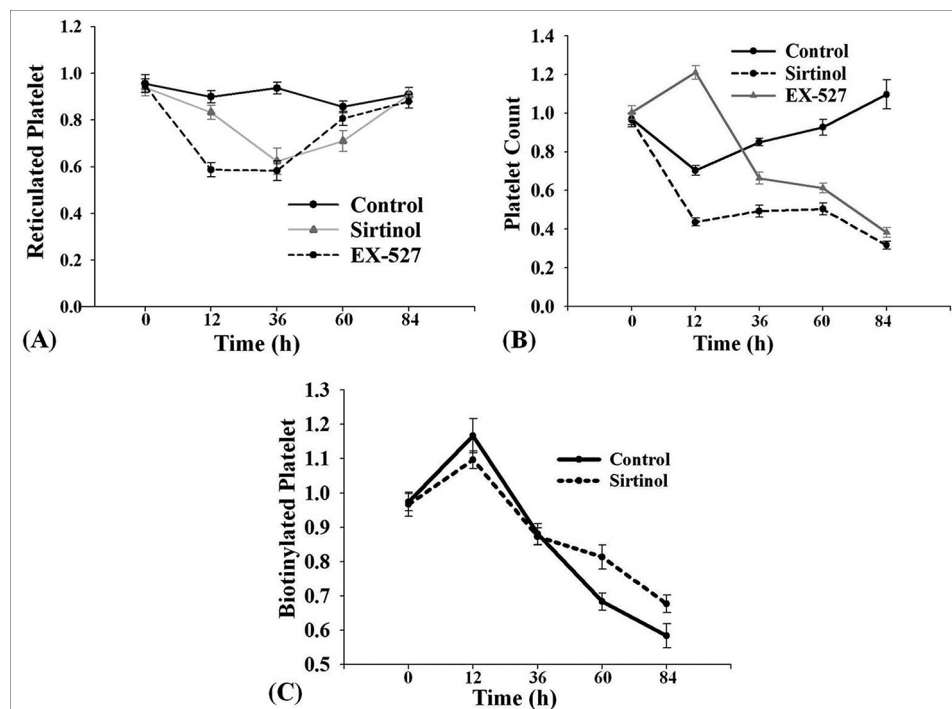 Reticulated Platelet
1.0
0.8
0.6
0.4
0.2
0.0
Control
Sirtinol
EX-527
0 12 36 60 84
Time (h)
(A)
Platelet Count
1.4
1.2
1.0
0.8
0.6
0.4
0.2
0.0
Control
Sirtinol
EX-527
0 12 36 60 84
Time (h)
(B)
Biotinylated Platelet
1.3
1.2
1.1
1.0
0.9
0.8
0.7
0.6
0.5
Control
Sirtinol
0 12 36 60 84
Time (h)
(C)